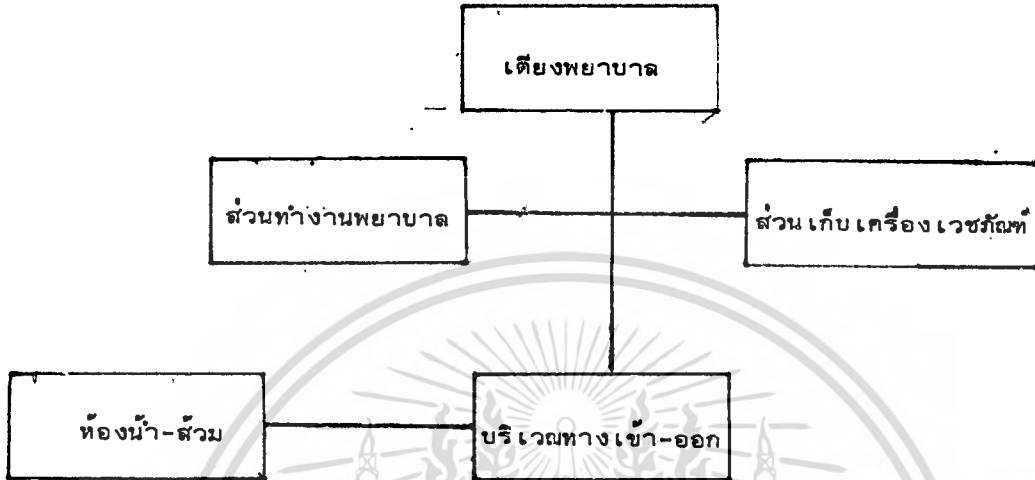 เตียงพยาบาล
ส่วนทำงานพยาบาล
ส่วนเก็บเครื่องเวชภัณฑ์
ห้องน้ำ-ส้วม
บริเวณทางเข้า-ออก